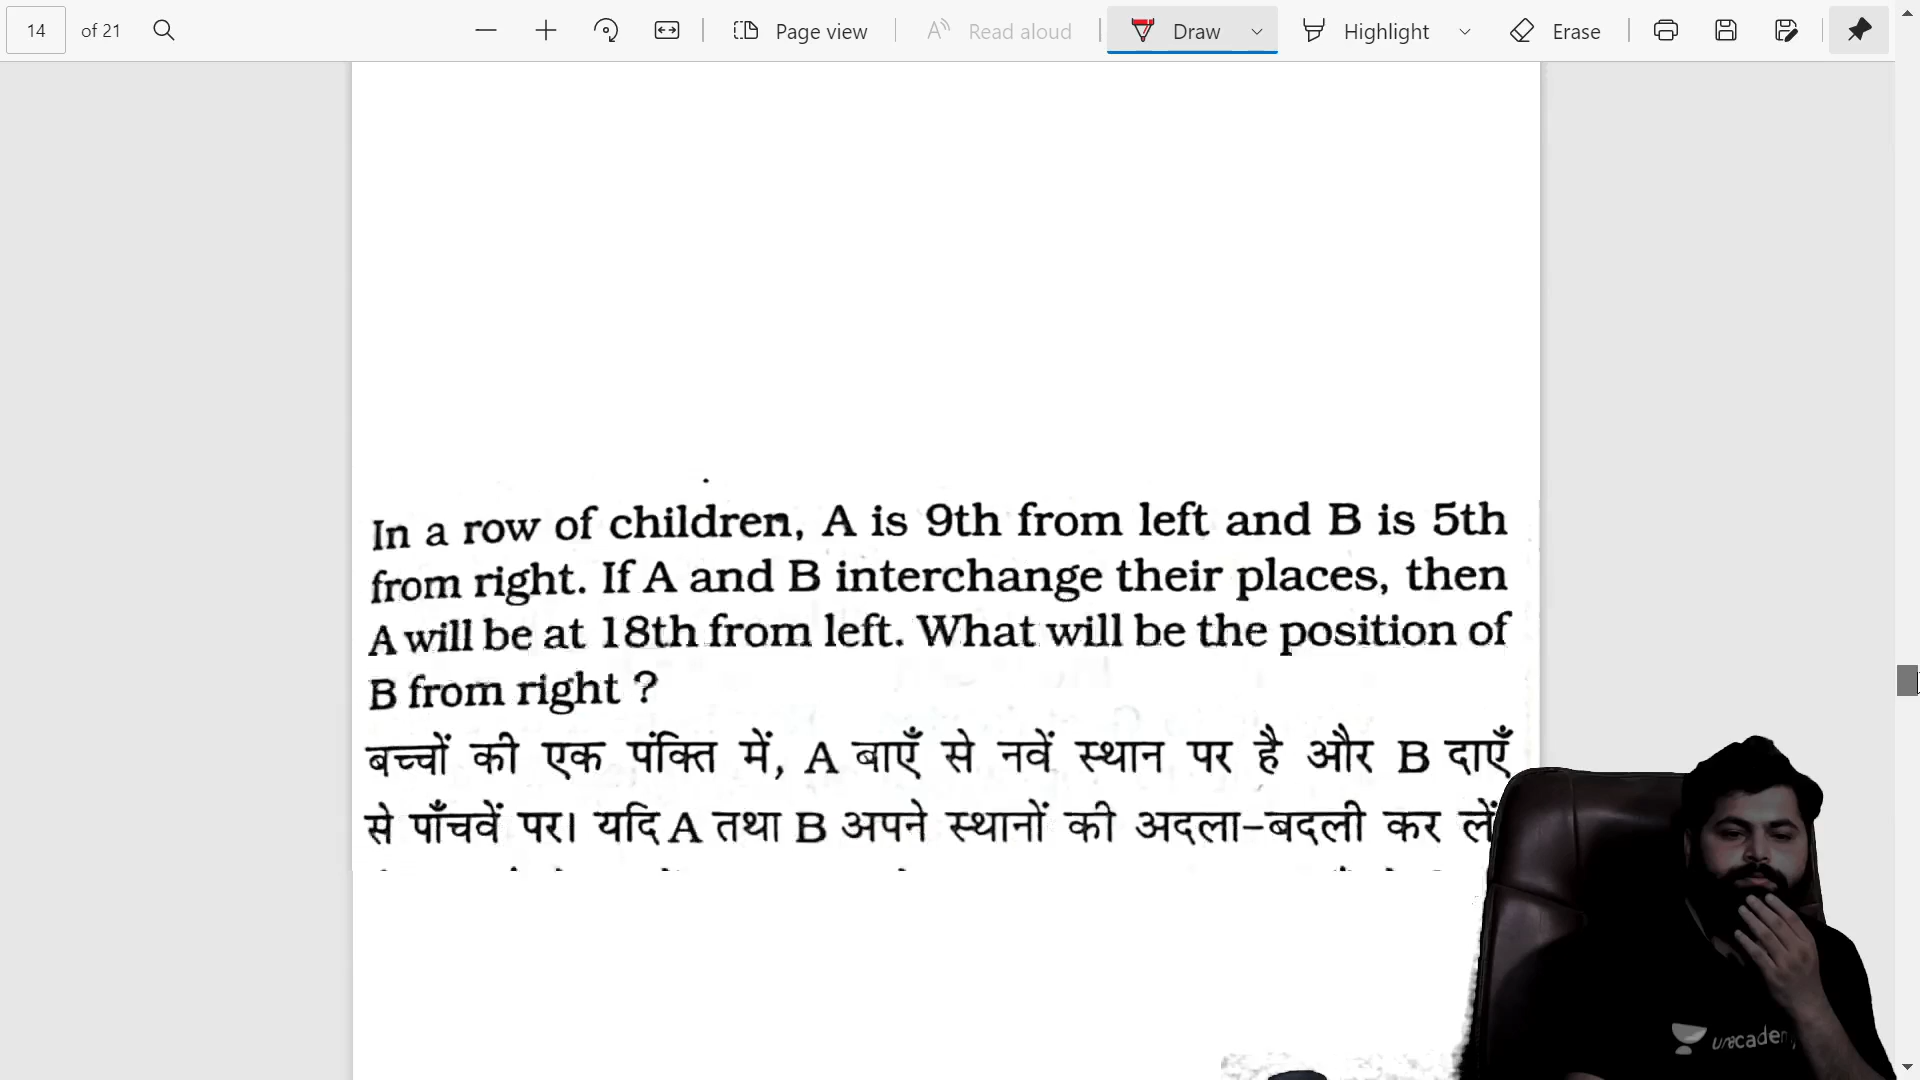 14 of 21 Page view Read aloud Draw Highlight Erase
In a row of children, A is 9th from left and B is 5th
from right. If A and B interchange their places, then
A will be at 18th from left. What will be the position of
B from right ?
बच्चों की एक पंक्ति में, A बाएँ से नवें स्थान पर है और B दाएँ
से पाँचवें पर। यदि A तथा B अपने स्थानों की अदला-बदली कर लें